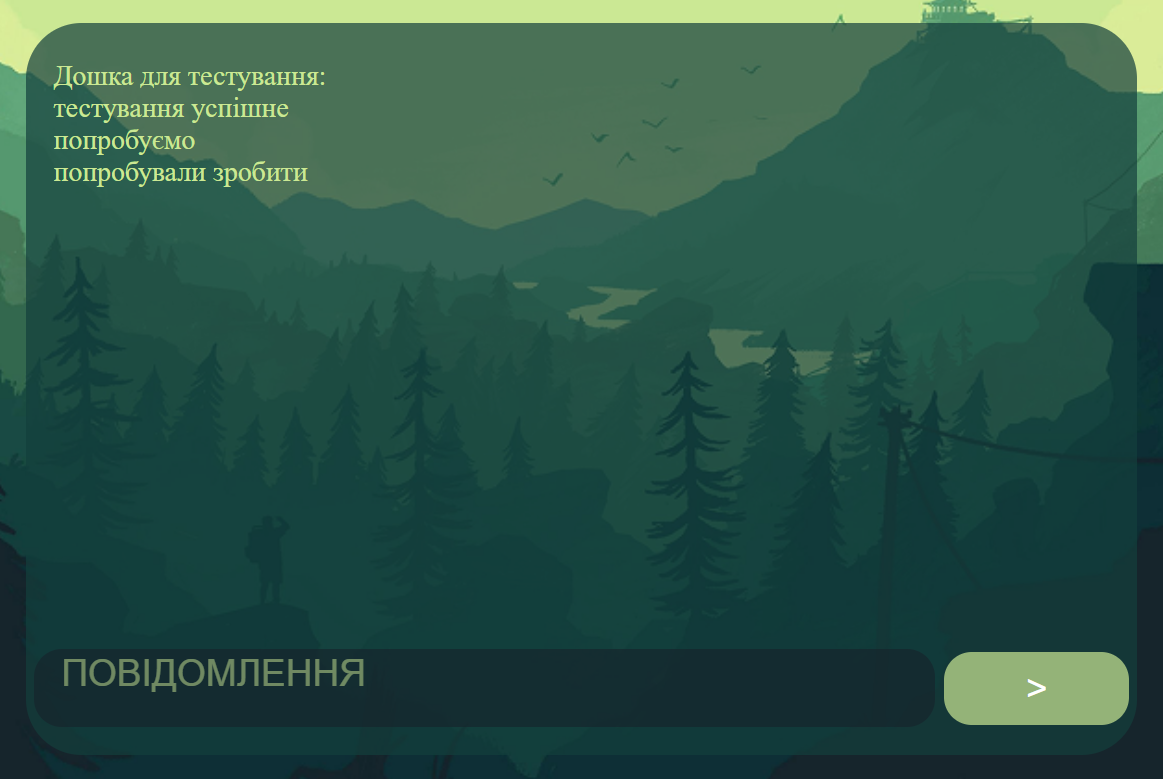 Дошка для тестування:
тестування успішне
попробуємо
попробували зробити
ПОВІДОМЛЕННЯ
>